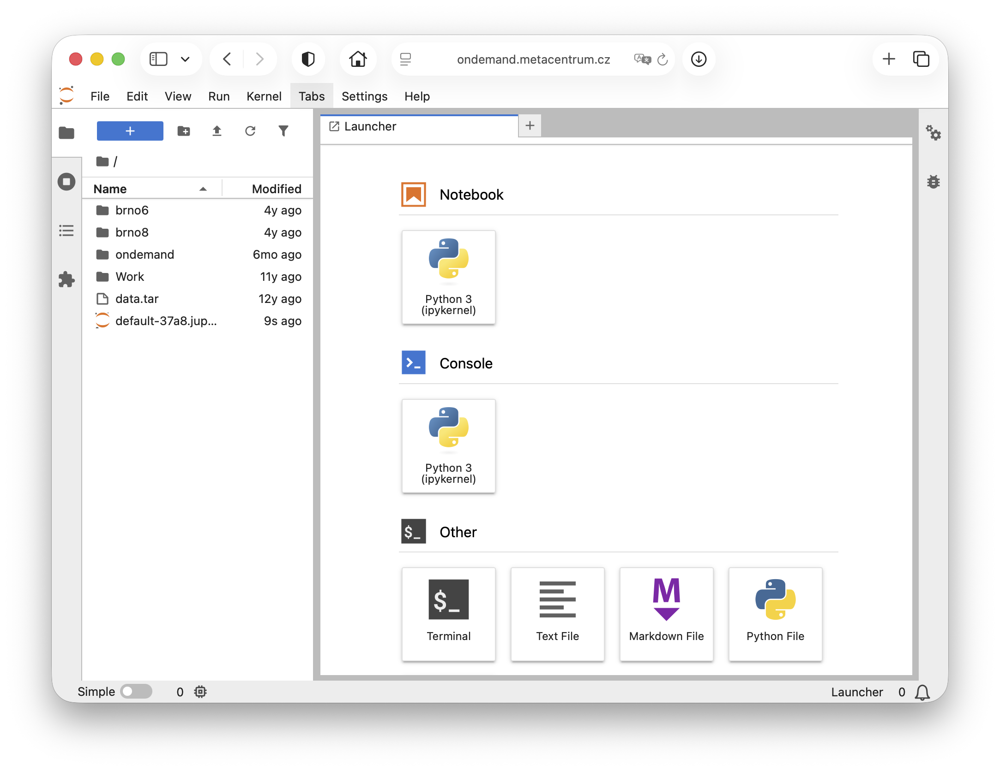 ondemand.metacentrum.cz
File Edit View Run Kernel Tabs Settings Help
Launcher
/
Name Modified
brno6 4y ago
brno8 4y ago
ondemand 6mo ago
Work 11y ago
data.tar 12y ago
default-37a8.jup... 9s ago
Notebook
Python 3
(ipykernel)
Console
Python 3
(ipykernel)
$_ Other
$_
M
Terminal Text File Markdown File Python File
Simple 0 Launcher 0